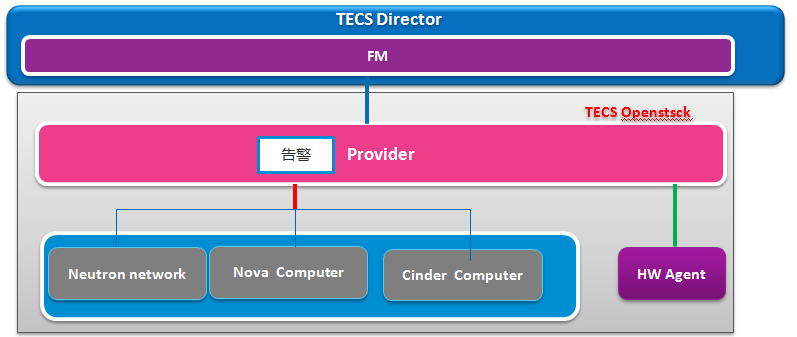 TECS Director
FM
TECS Openstsck
告警 Provider
Neutron network
Nova Computer
Cinder Computer
HW Agent